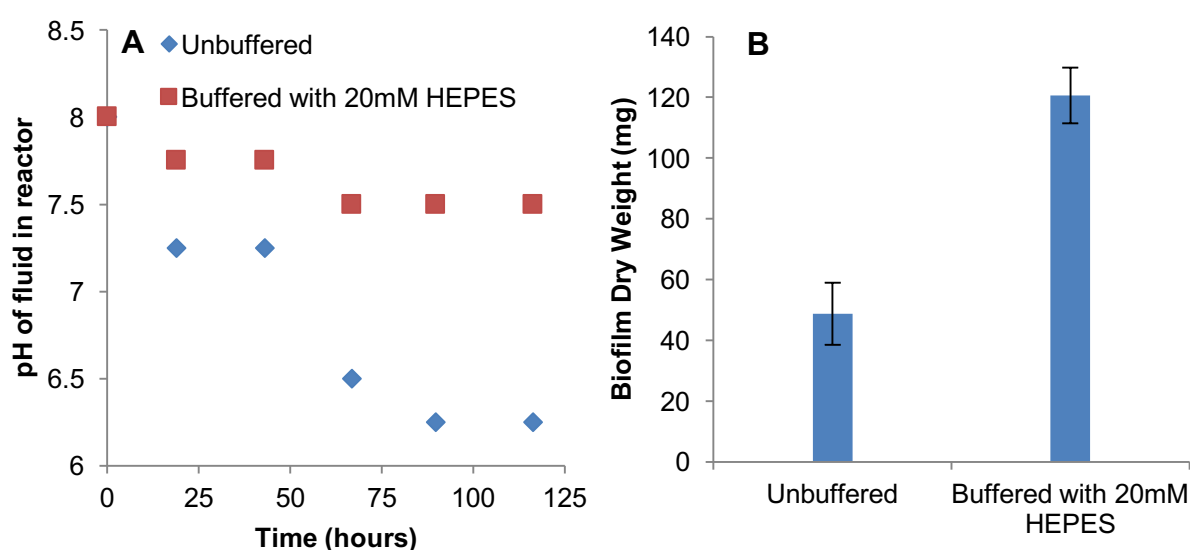 A
Unbuffered
Buffered with 20mM HEPES
pH of fluid in reactor
8.5
8
7.5
7
6.5
6
0 25 50 75 100 125
Time (hours)
B
Biofilm Dry Weight (mg)
140
120
100
80
60
40
20
0
Unbuffered
Buffered with 20mM
HEPES